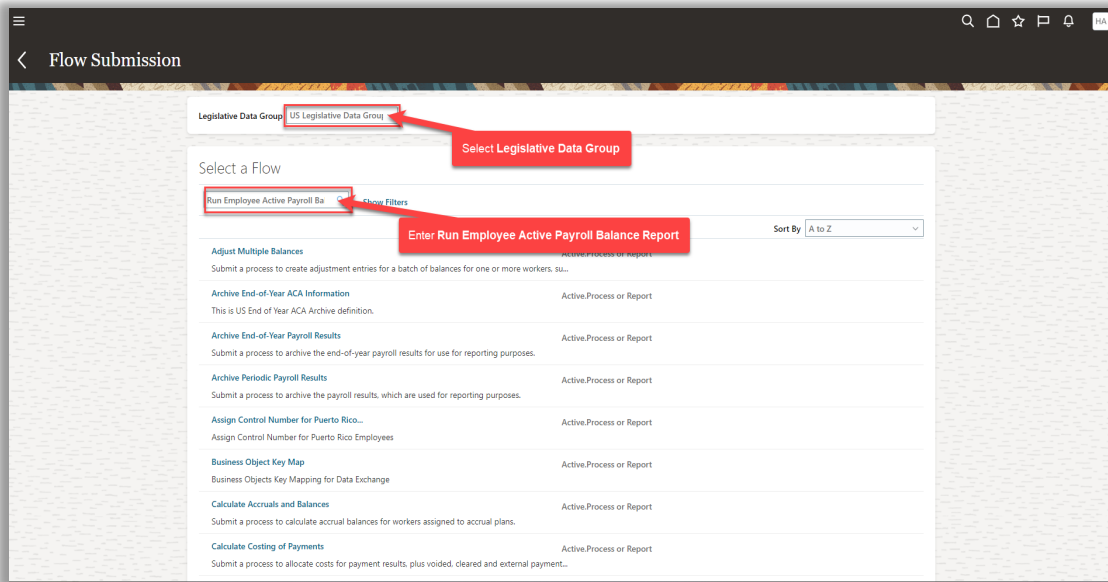 HA
Flow Submission
Legislative Data Group US Legislative Data Grou
Select Legislative Data Group
Select a Flow
Run Employee Active Payroll Ba Show Filters
Enter Run Employee Active Payroll Balance Report
Sort By A to Z
Adjust Multiple Balances Active.Process or Report
Submit a process to create adjustment entries for a batch of balances for one or more workers, su...
Archive End-of-Year ACA Information Active.Process or Report
This is US End of Year ACA Archive definition.
Archive End-of-Year Payroll Results Active.Process or Report
Submit a process to archive the end-of-year payroll results for use for reporting purposes.
Archive Periodic Payroll Results Active.Process or Report
Submit a process to archive the payroll results, which are used for reporting purposes.
Assign Control Number for Puerto Rico... Active.Process or Report
Assign Control Number for Puerto Rico Employees
Business Object Key Map Active.Process or Report
Business Objects Key Mapping for Data Exchange
Calculate Accruals and Balances Active.Process or Report
Submit a process to calculate accrual balances for workers assigned to accrual plans.
Calculate Costing of Payments Active.Process or Report
Submit a process to allocate costs for payment results, plus voided, cleared and external payment...